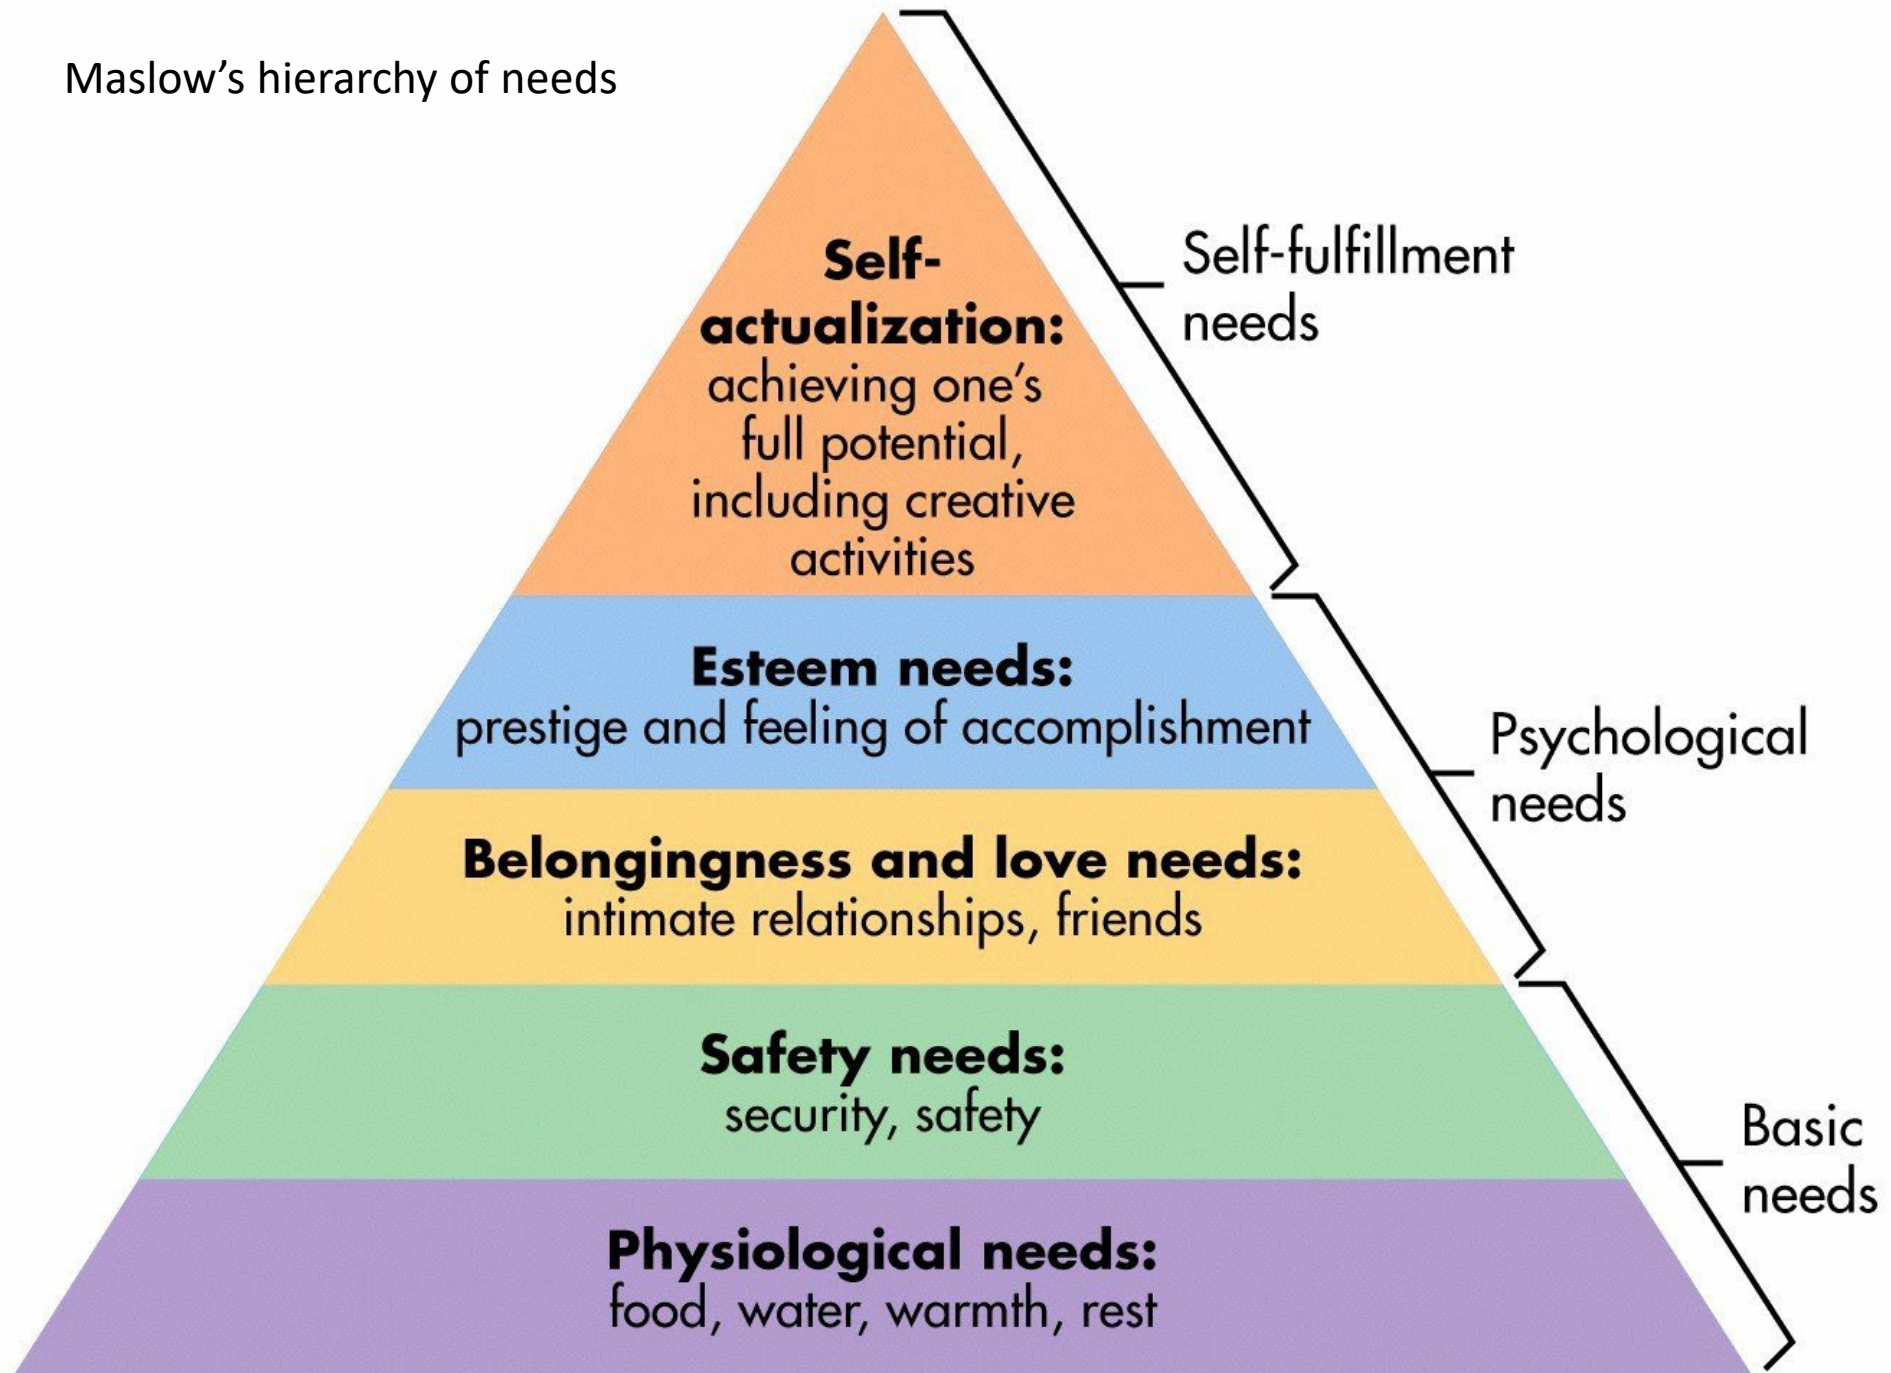 Maslow’s hierarchy of needs
Self-
actualization:
achieving one’s
full potential,
including creative
activities
Self-fulfillment
needs
Esteem needs:
prestige and feeling of accomplishment
Psychological
needs
Belongingness and love needs:
intimate relationships, friends
Safety needs:
security, safety
Basic
needs
Physiological needs:
food, water, warmth, rest